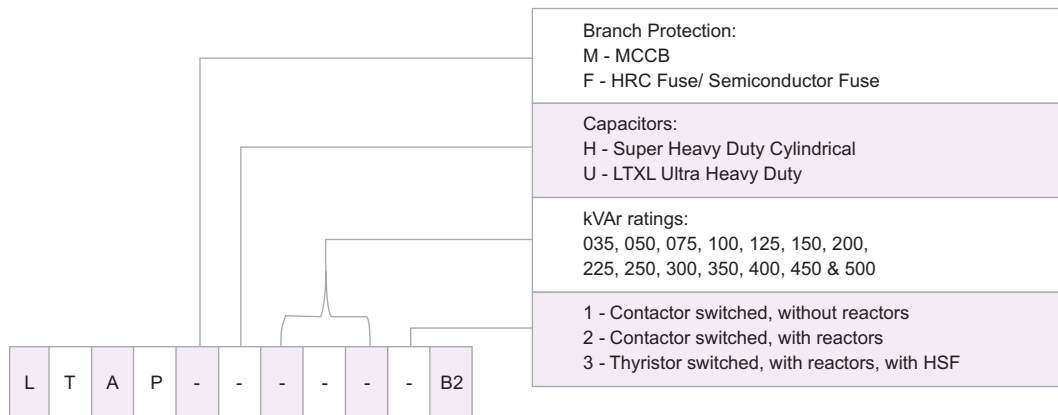 Branch Protection:
M - MCCB
F - HRC Fuse/ Semiconductor Fuse
Capacitors:
H - Super Heavy Duty Cylindrical
U - LTXL Ultra Heavy Duty
kVAr ratings:
035, 050, 075, 100, 125, 150, 200,
225, 250, 300, 350, 400, 450 & 500
1 - Contactor switched, without reactors
2 - Contactor switched, with reactors
3 - Thyristor switched, with reactors, with HSF
L T A P - - - - - - B2